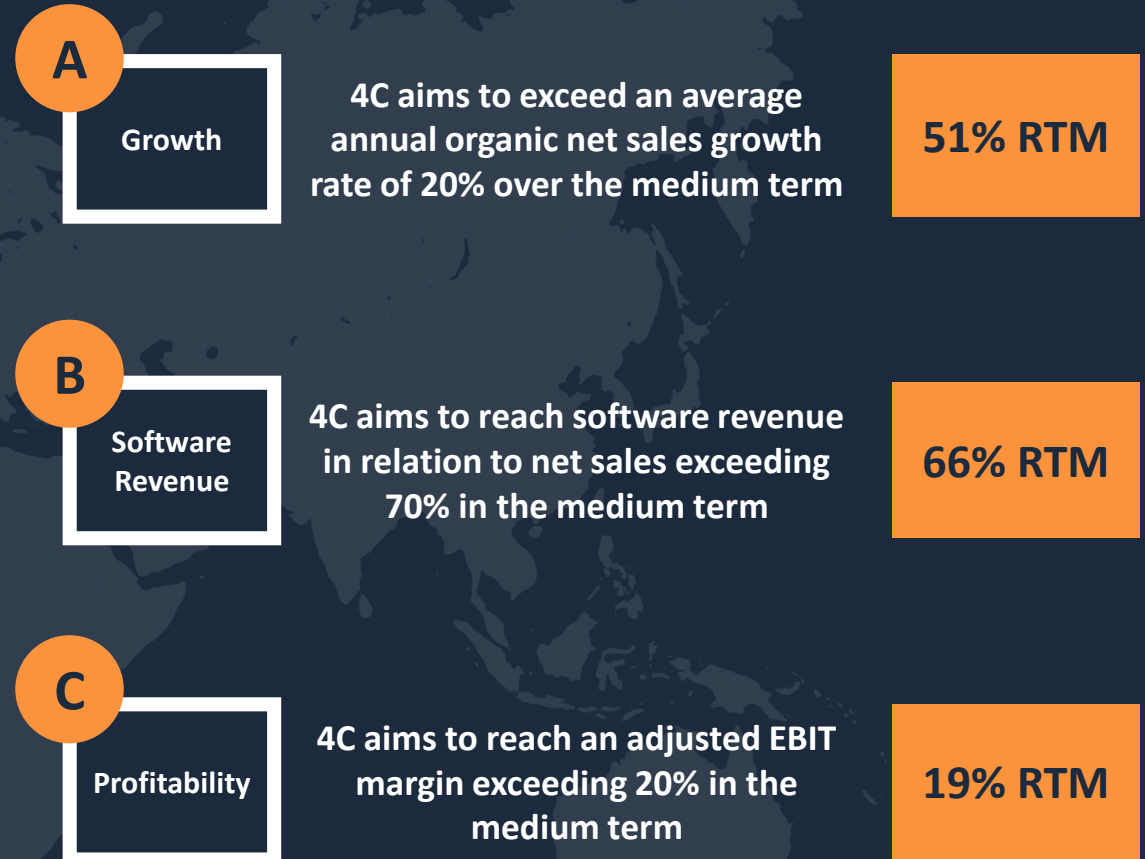 A
Growth
4C aims to exceed an average
annual organic net sales growth
rate of 20% over the medium term
51% RTM
B
Software
Revenue
4C aims to reach software revenue
in relation to net sales exceeding
70% in the medium term
66% RTM
C
Profitability
4C aims to reach an adjusted EBIT
margin exceeding 20% in the
medium term
19% RTM